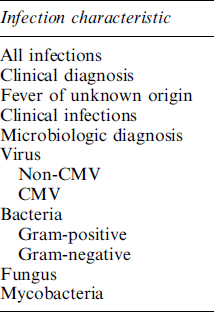 Infection characteristic
All infections
Clinical diagnosis
Fever of unknown origin
Clinical infections
Microbiologic diagnosis
Virus
Non-CMV
CMV
Bacteria
Gram-positive
Gram-negative
Fungus
Mycobacteria